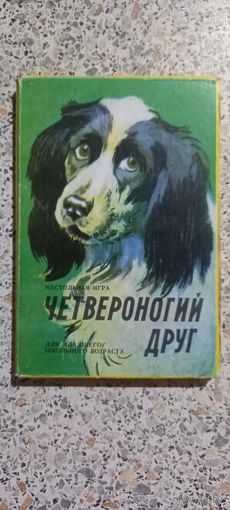 НАСТОЛЬНАЯ ИГРА
ЧЕТВЕРОНОГИЙ
ДРУГ
ДЛЯ МЛАДШЕГО
ШКОЛЬНОГО ВОЗРАСТА